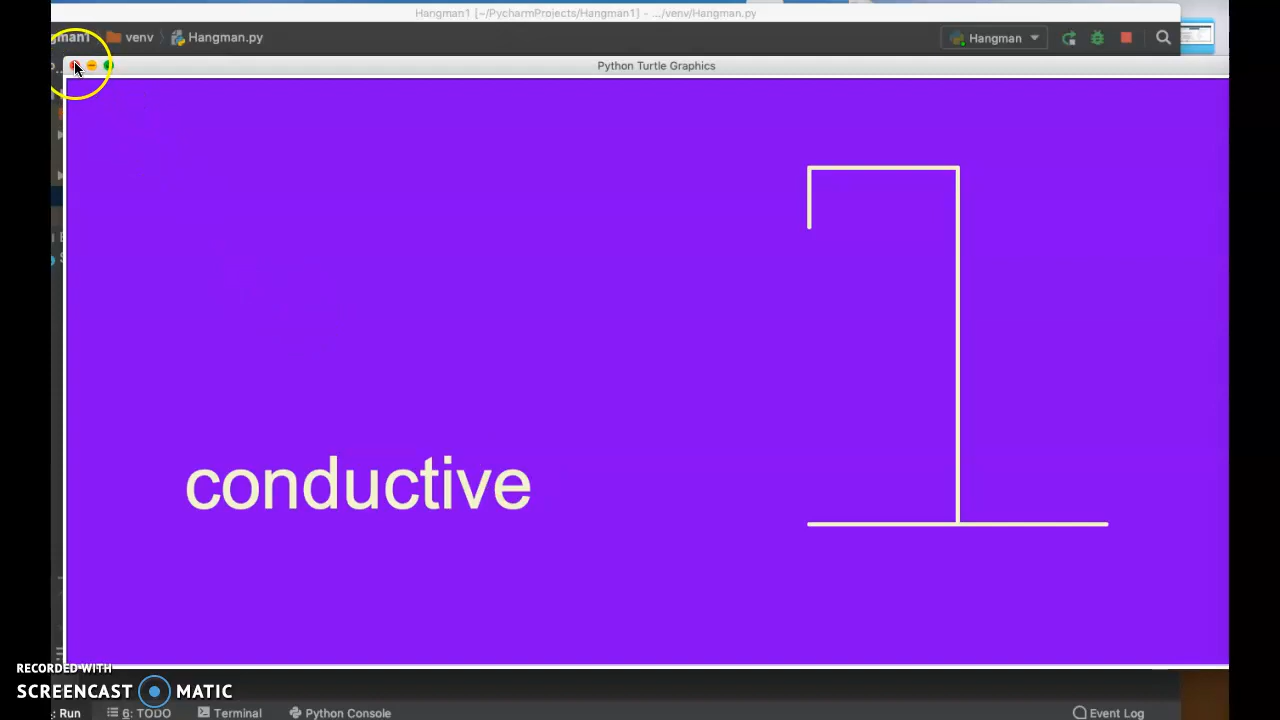 Hangman1 [~/PycharmProjects/Hangman1] - .../venv/Hangman.py
gman1 venv Hangman.py Hangman
Python Turtle Graphics
conductive
RECORDED WITH
SCREENCAST MATIC
Run 6: TODO Terminal Python Console Event Log